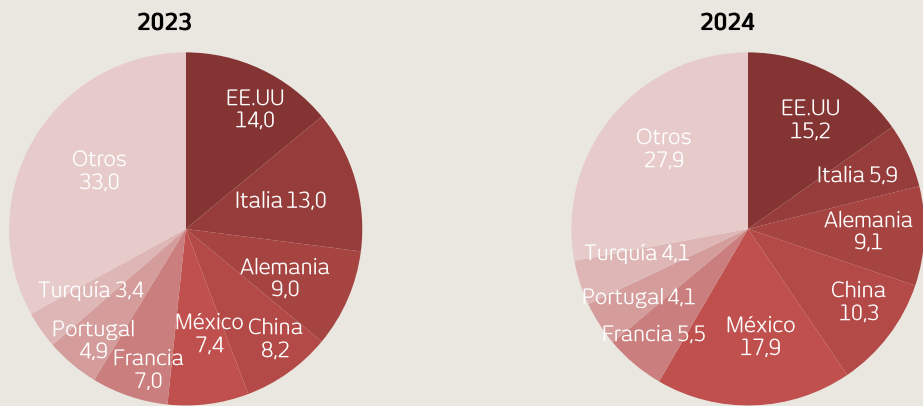 2023
EE.UU
14,0
Italia 13,0
Alemania
9,0
China
8,2
México
7,4
Francia
7,0
Portugal
4,9
Turquía 3,4
Otros
33,0
2024
EE.UU
15,2
Italia 5,9
Alemania
9,1
China
10,3
México
17,9
Francia 5,5
Portugal 4,1
Turquía 4,1
Otros
27,9